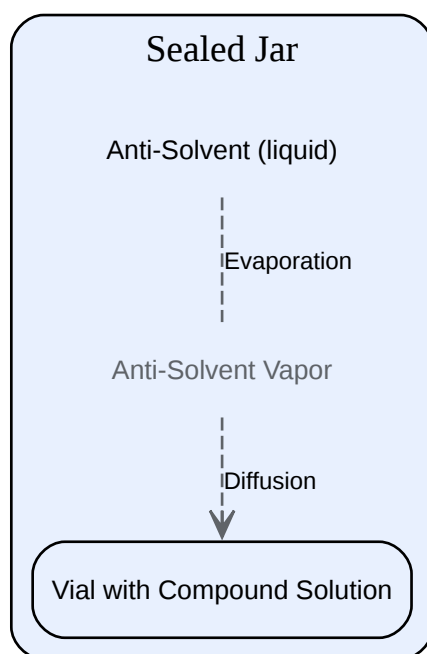 Sealed Jar
Anti-Solvent (liquid)
Evaporation
Anti-Solvent Vapor
Diffusion
Vial with Compound Solution